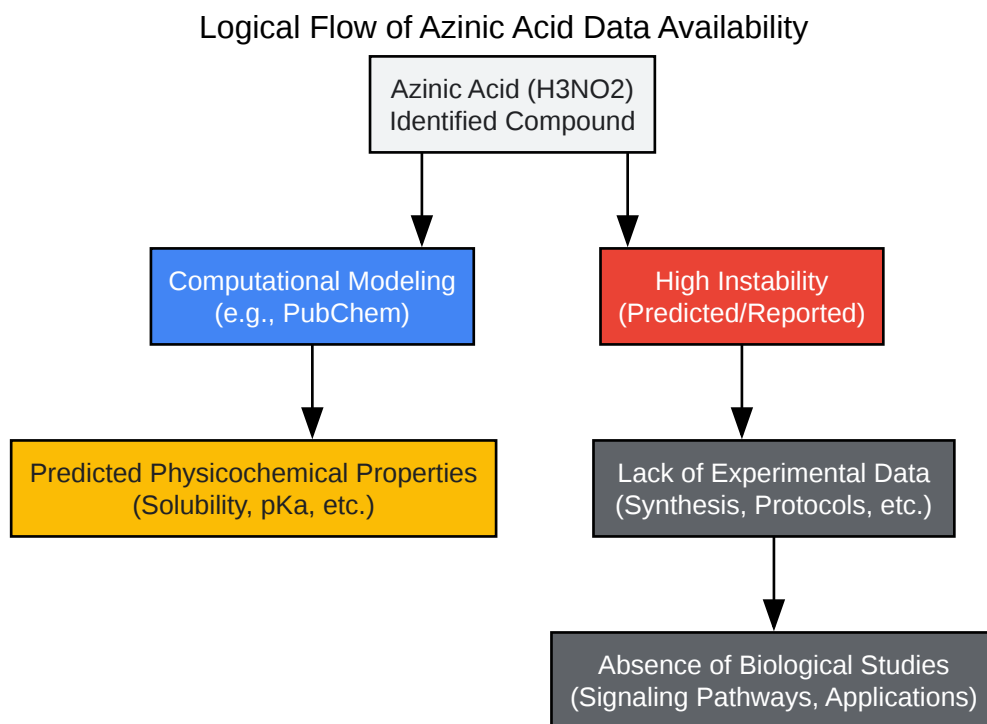 Logical Flow of Azinic Acid Data Availability
Azinic Acid (H3NO2)
Identified Compound
Computational Modeling
(e.g., PubChem)
High Instability
(Predicted/Reported)
Predicted Physicochemical Properties
(Solubility, pKa, etc.)
Lack of Experimental Data
(Synthesis, Protocols, etc.)
Absence of Biological Studies
(Signaling Pathways, Applications)